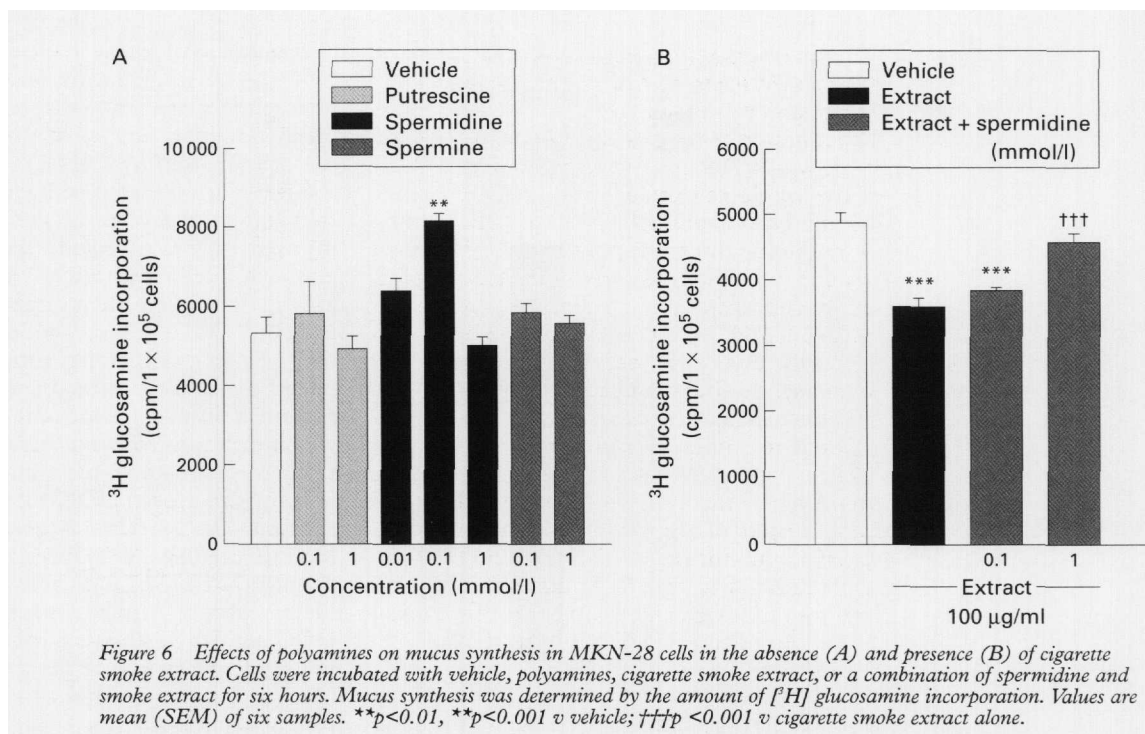 A
Vehicle
Putrescine
Spermidine
Spermine
10 000
8000
6000
4000
2000
0
³H glucosamine incorporation
(cpm/1 × 10⁵ cells)
**
0.1 1 0.01 0.1 1 0.1 1
Concentration (mmol/l)
B
Vehicle
Extract
Extract + spermidine
(mmol/l)
6000
5000
4000
3000
2000
1000
0
³H glucosamine incorporation
(cpm/1 × 10⁵ cells)
***
***
†††
0.1 1
Extract
100 µg/ml
Figure 6 Effects of polyamines on mucus synthesis in MKN-28 cells in the absence (A) and presence (B) of cigarette
smoke extract. Cells were incubated with vehicle, polyamines, cigarette smoke extract, or a combination of spermidine and
smoke extract for six hours. Mucus synthesis was determined by the amount of [³H] glucosamine incorporation. Values are
mean (SEM) of six samples. **p<0.01, **p<0.001 v vehicle; †††p <0.001 v cigarette smoke extract alone.